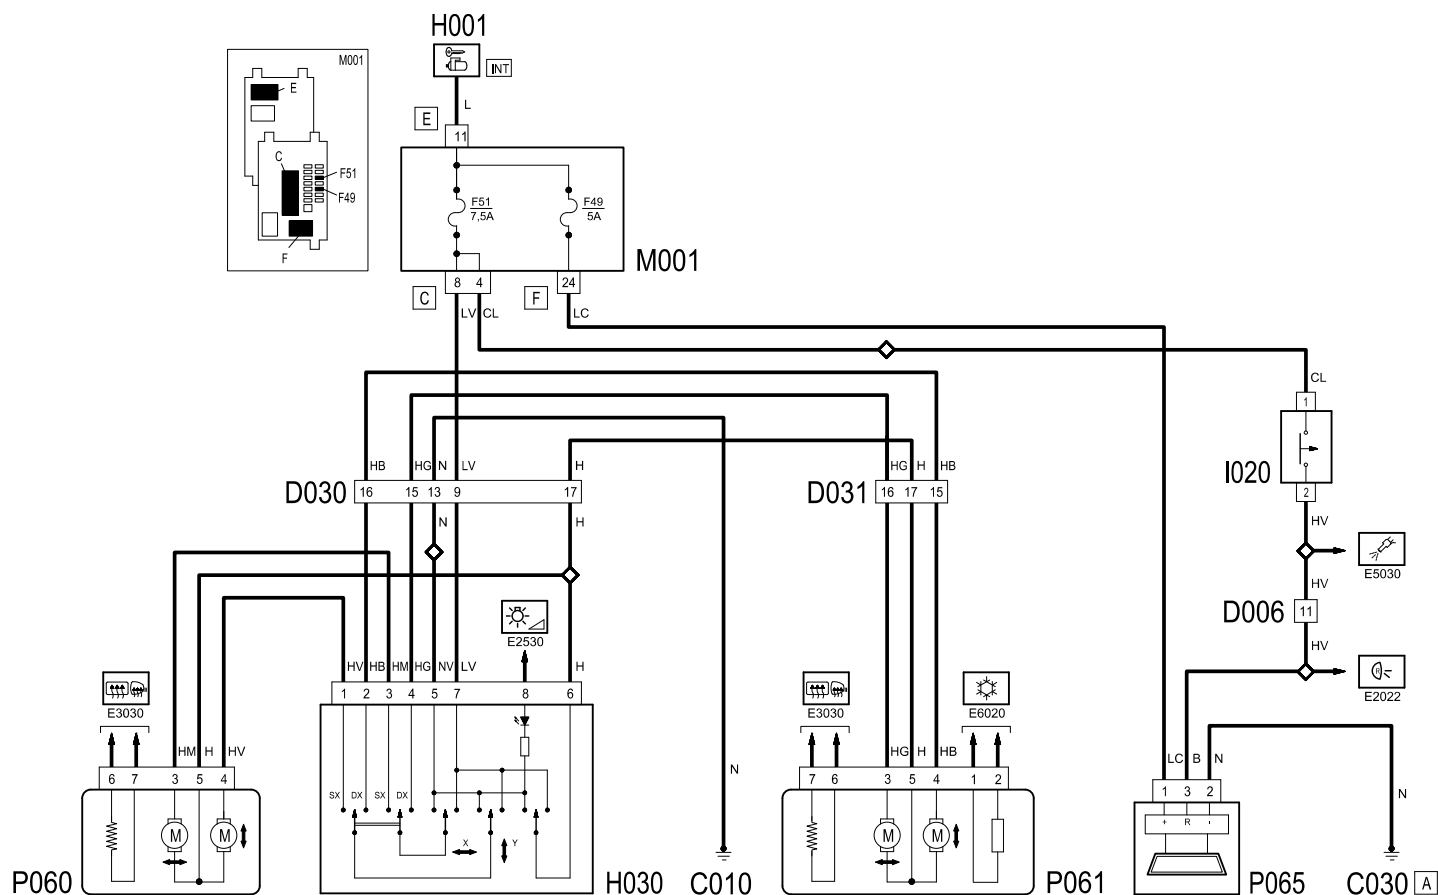 H001
INT
M001
E
C
F51
F49
F
L
E
11
F51
7,5A
F49
5A
M001
C
8 4
F
24
LV CL
LC
CL
1
I020
2
HV
E5030
HV
D006
11
HV
E2022
HB HG N LV H
D030
16 15 13 9 17
N H
HG H HB
D031
16 17 15
E2530
HV HB HM HG NV LV H
1 2 3 4 5 7 8 6
SX DX SX DX
X Y
H030
E3030
HM H HV
6 7 3 5 4
M M
P060
N
C010
E3030
E6020
HG H HB
7 6 3 5 4 1 2
M M
P061
LC B N
1 3 2
+ R -
P065
N
C030 A
R